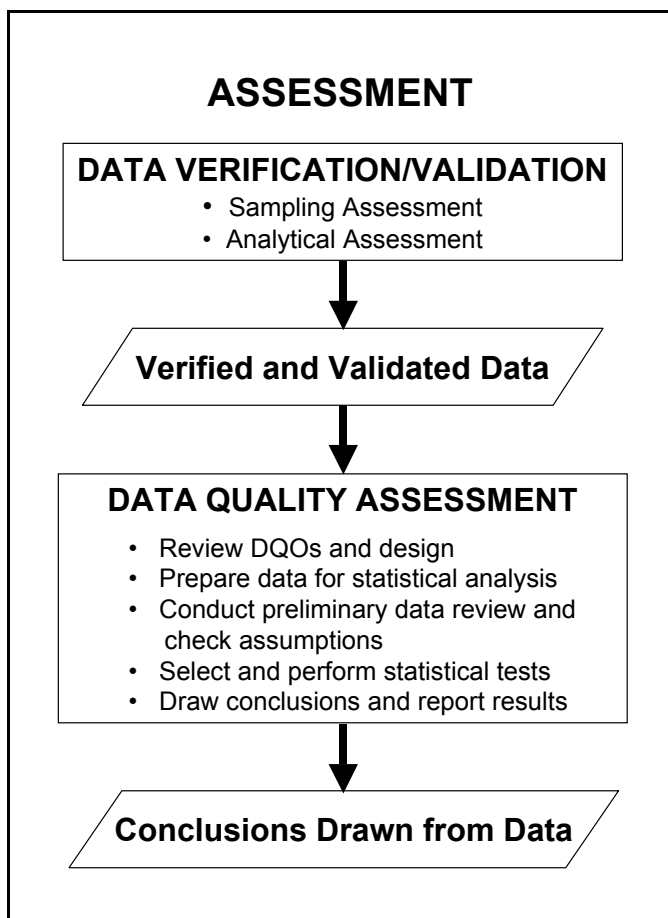 ASSESSMENT
DATA VERIFICATION/VALIDATION
• Sampling Assessment
• Analytical Assessment
Verified and Validated Data
DATA QUALITY ASSESSMENT
• Review DQOs and design
• Prepare data for statistical analysis
• Conduct preliminary data review and
check assumptions
• Select and perform statistical tests
• Draw conclusions and report results
Conclusions Drawn from Data